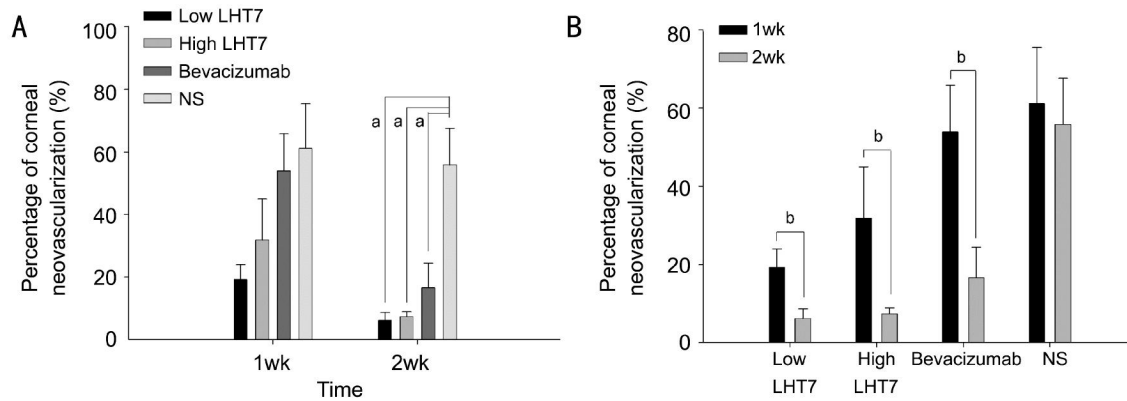 A
Low LHT7
High LHT7
Bevacizumab
NS
Percentage of corneal
neovascularization (%)
100
80
60
40
20
0
a
a
a
1wk
2wk
Time
B
1wk
2wk
Percentage of corneal
neovascularization (%)
80
60
40
20
0
b
b
b
Low
LHT7
High
LHT7
Bevacizumab
NS